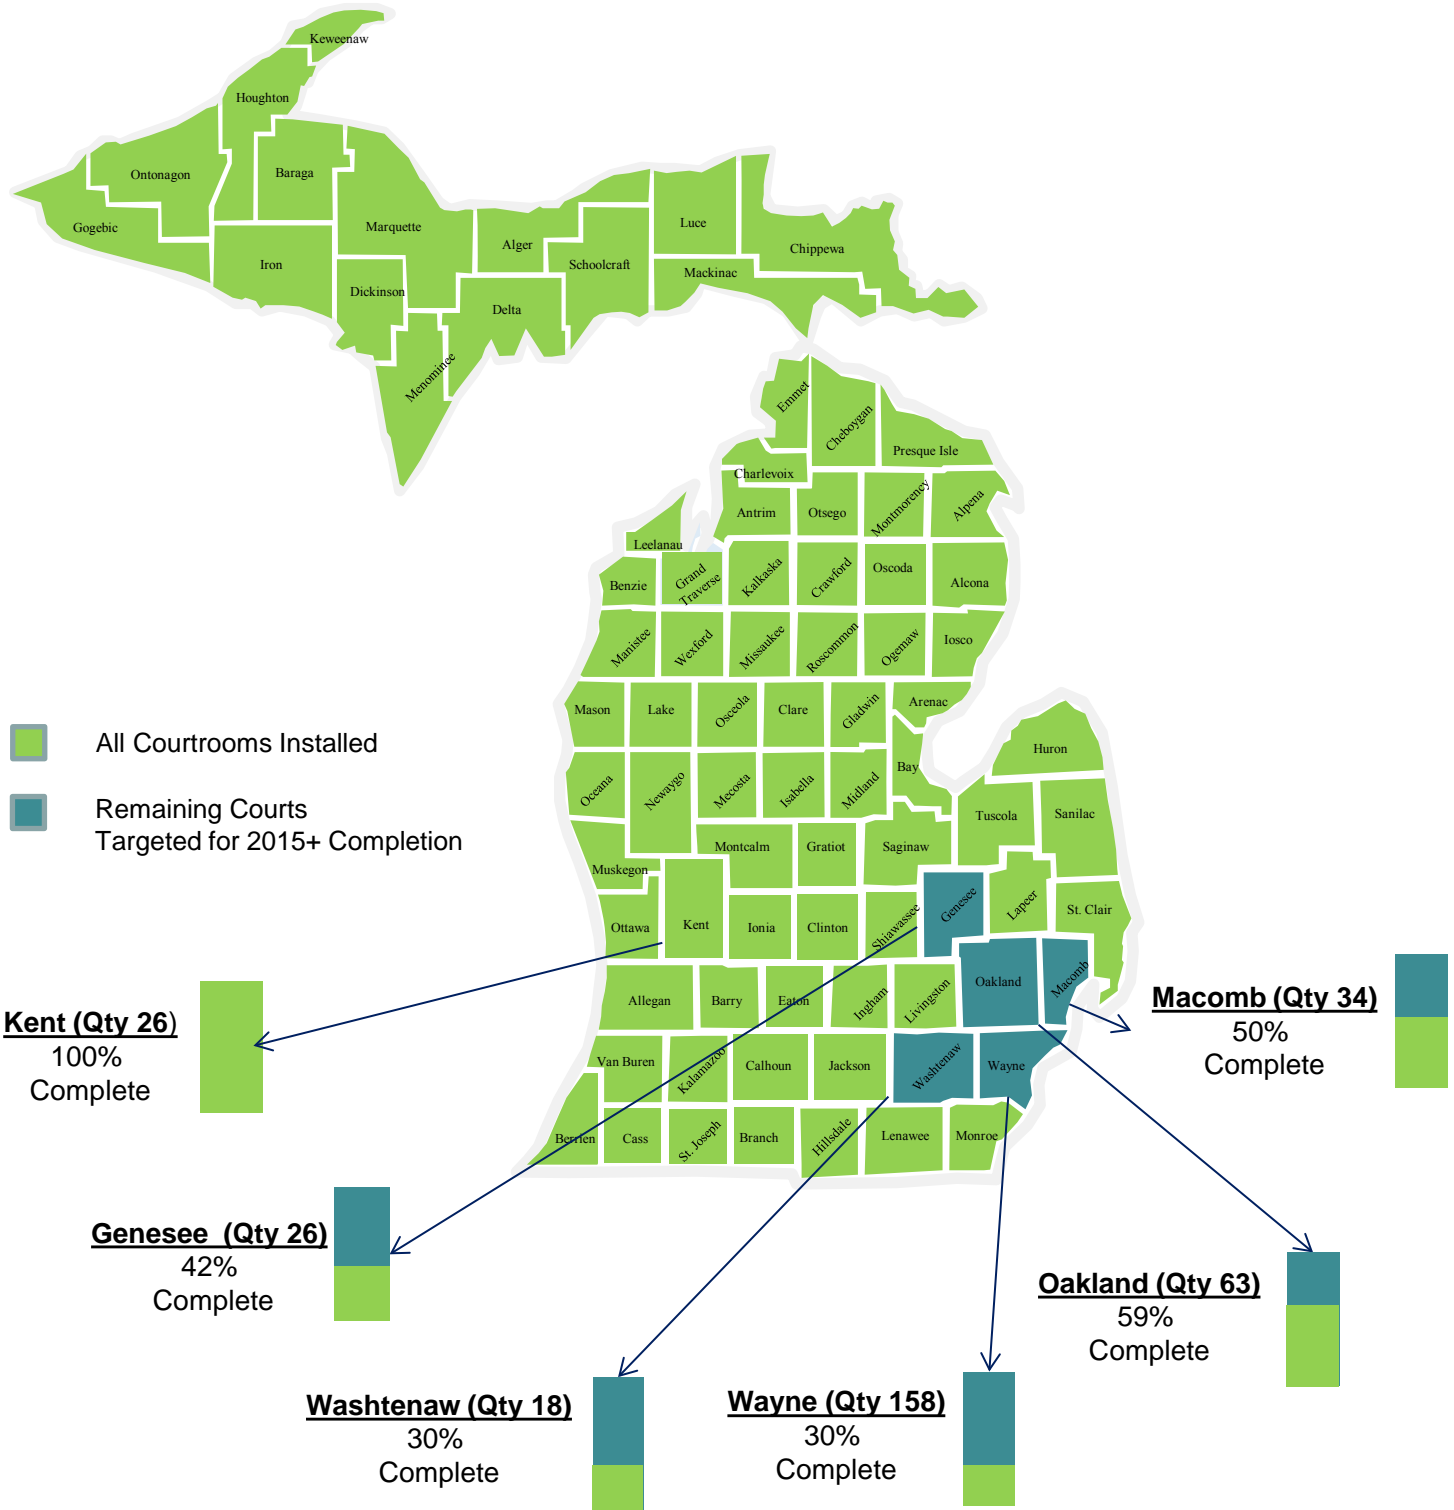 Keweenaw
Houghton
Ontonagon
Baraga
Gogebic
Marquette
Iron
Alger
Luce
Chippewa
Schoolcraft
Mackinac
Dickinson
Delta
Menominee
Emmet
Cheboygan
Presque Isle
Charlevoix
Antrim
Otsego
Montmorency
Alpena
Leelanau
Benzie
Grand
Traverse
Kalkaska
Crawford
Oscoda
Alcona
Manistee
Wexford
Missaukee
Roscommon
Ogemaw
Iosco
Mason
Lake
Osceola
Clare
Gladwin
Arenac
Huron
All Courtrooms Installed
Oceana
Newaygo
Mecosta
Isabella
Midland
Bay
Tuscola
Sanilac
Remaining Courts
Targeted for 2015+ Completion
Muskegon
Montcalm
Gratiot
Saginaw
Genesee
Lapeer
St. Clair
Ottawa
Kent
Ionia
Clinton
Shiawassee
Allegan
Barry
Eaton
Ingham
Livingston
Oakland
Macomb
Van Buren
Kalamazoo
Calhoun
Jackson
Washtenaw
Wayne
Berrien
Cass
St. Joseph
Branch
Hillsdale
Lenawee
Monroe
Kent (Qty 26)
100%
Complete
Macomb (Qty 34)
50%
Complete
Genesee (Qty 26)
42%
Complete
Oakland (Qty 63)
59%
Complete
Washtenaw (Qty 18)
30%
Complete
Wayne (Qty 158)
30%
Complete